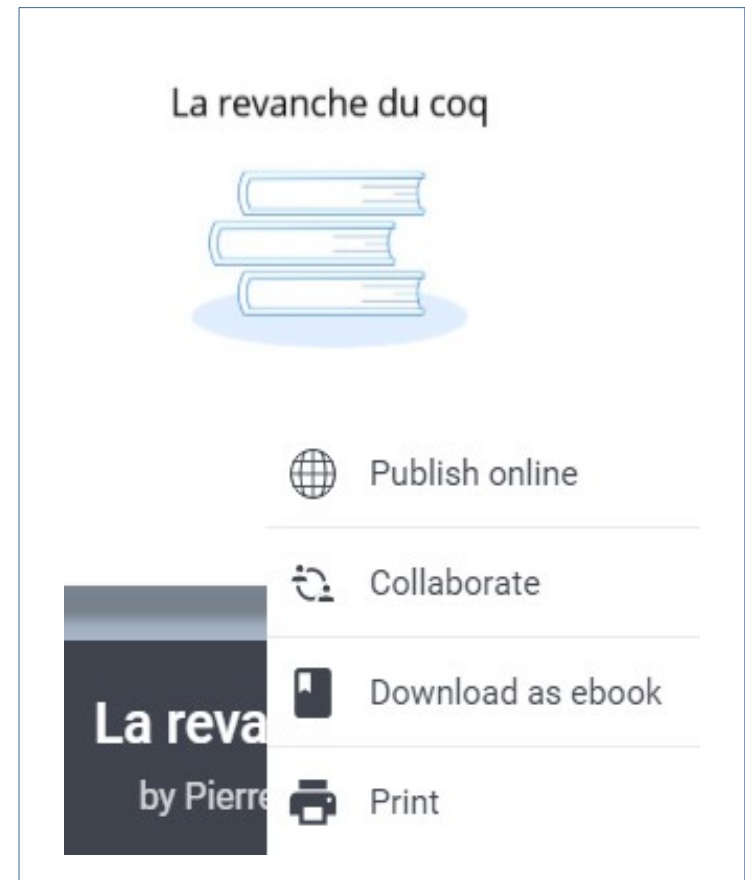 La revanche du coq
Publish online
Collaborate
Download as ebook
La reva
by Pierre
Print